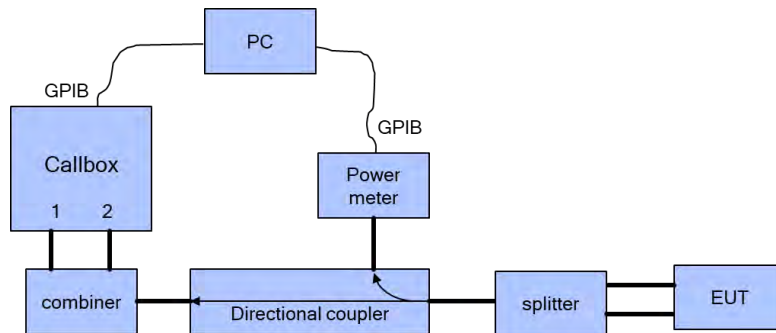 PC
GPIB
GPIB
Callbox
1 2
Power
meter
combiner
Directional coupler
splitter
EUT